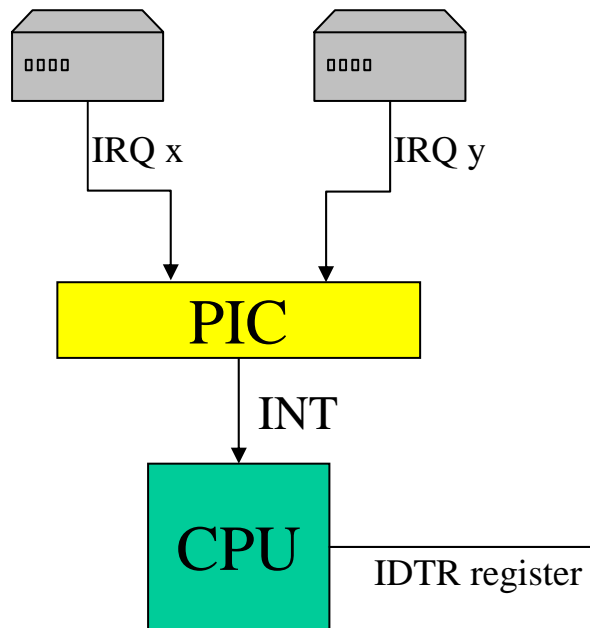 IRQ x
IRQ y
PIC
INT
CPU
IDTR register